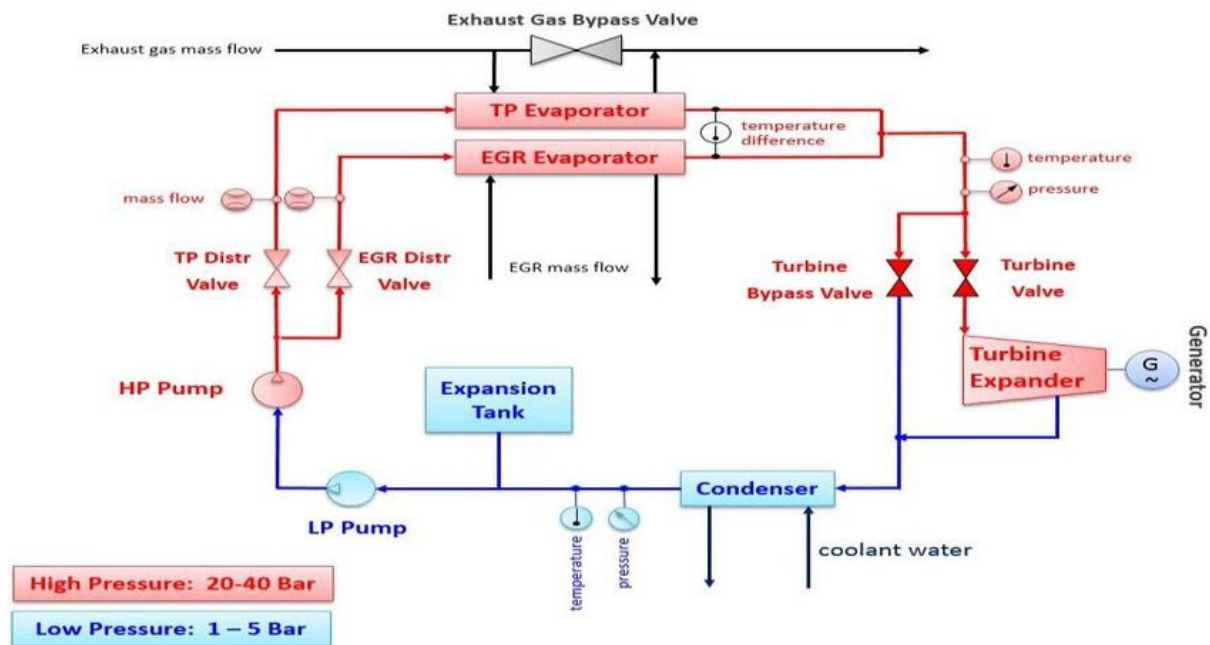 Exhaust Gas Bypass Valve
Exhaust gas mass flow
TP Evaporator
temperature
difference
EGR Evaporator
temperature
mass flow
pressure
TP Distr
Valve
EGR Distr
Valve
EGR mass flow
Turbine
Bypass Valve
Turbine
Valve
Turbine
Expander
G
~
Generator
HP Pump
Expansion
Tank
Condenser
LP Pump
temperature
pressure
coolant water
High Pressure: 20-40 Bar
Low Pressure: 1 – 5 Bar